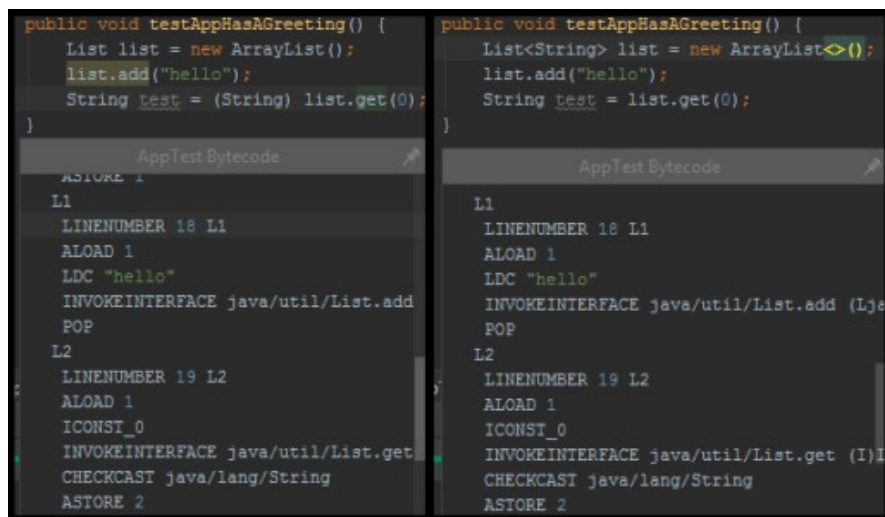 public void testAppHasAGreeting() {
List list = new ArrayList();
list.add("hello");
String test = (String) list.get(0);
}
AppTest Bytecode
ASTORE 1
L1
LINENUMBER 18 L1
ALOAD 1
LDC "hello"
INVOKEINTERFACE java/util/List.add
POP
L2
LINENUMBER 19 L2
ALOAD 1
ICONST_0
INVOKEINTERFACE java/util/List.get
CHECKCAST java/lang/String
ASTORE 2
public void testAppHasAGreeting() {
List<String> list = new ArrayList<>();
list.add("hello");
String test = list.get(0);
}
AppTest Bytecode
L1
LINENUMBER 18 L1
ALOAD 1
LDC "hello"
INVOKEINTERFACE java/util/List.add (Lja
POP
L2
LINENUMBER 19 L2
ALOAD 1
ICONST_0
INVOKEINTERFACE java/util/List.get (I)L
CHECKCAST java/lang/String
ASTORE 2